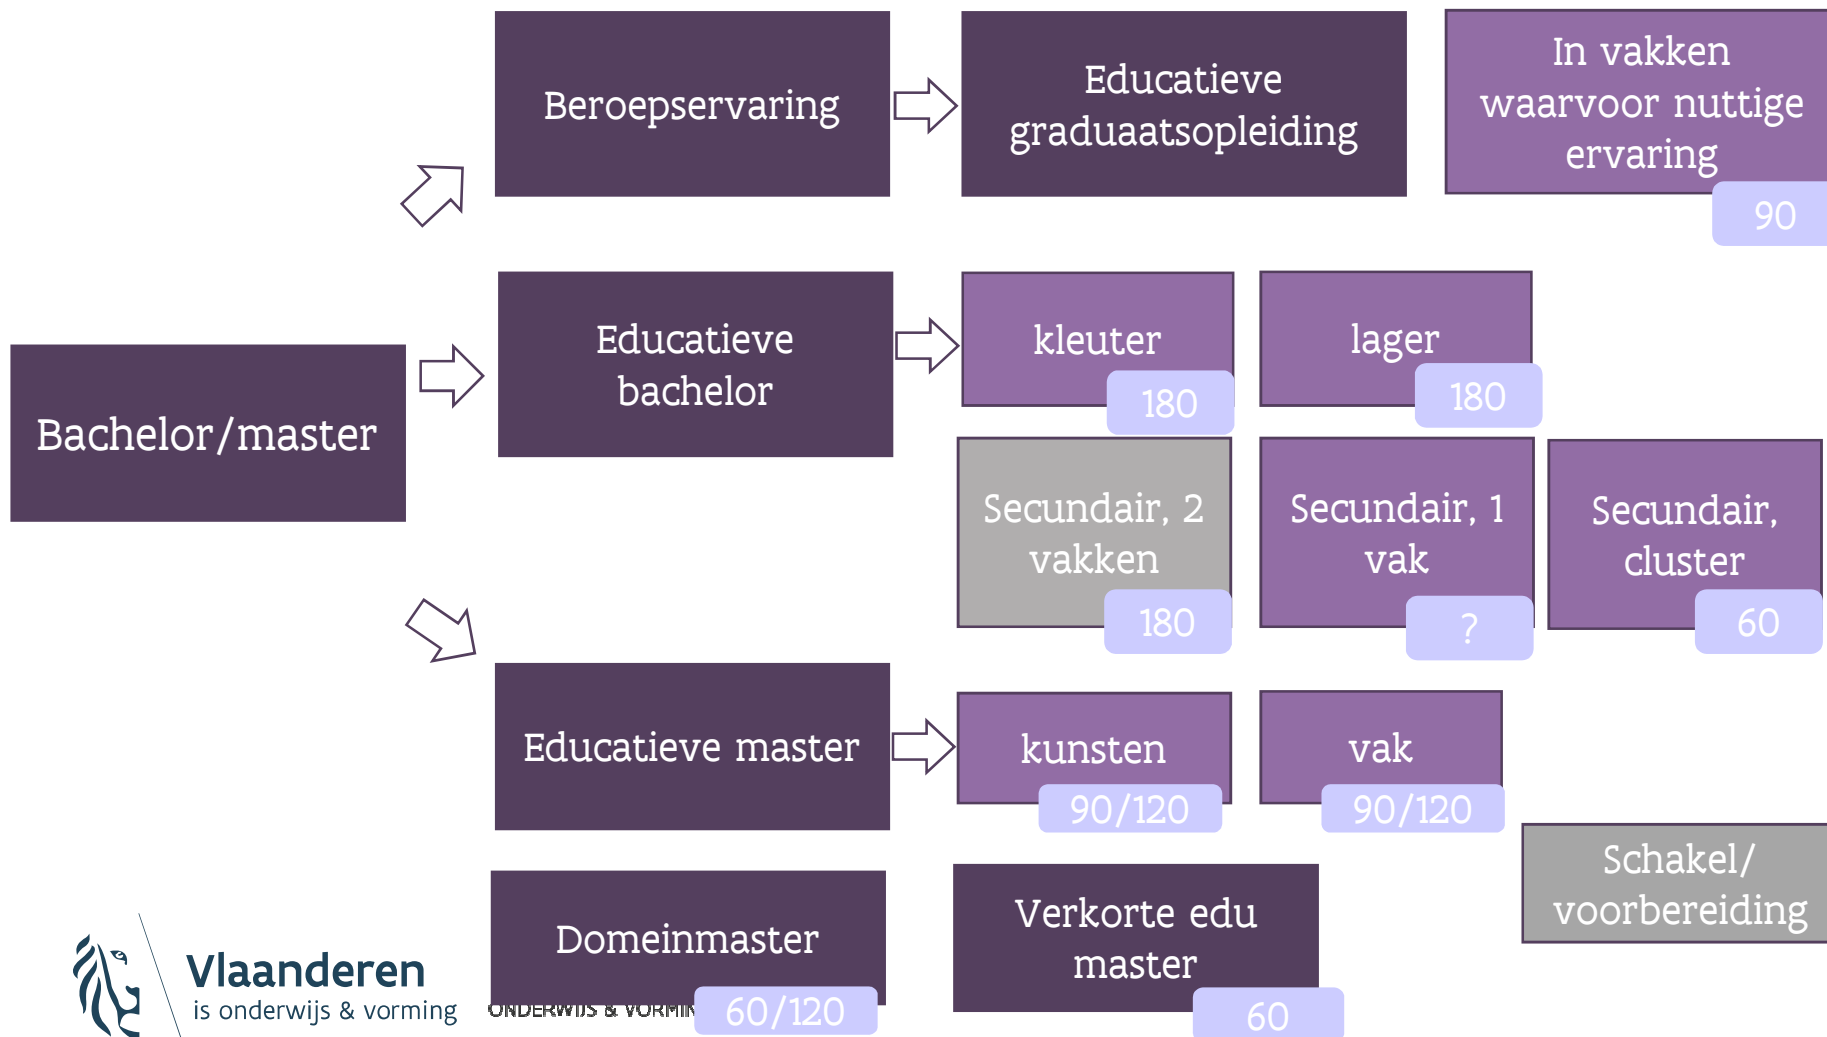 Beroepservaring
Educatieve
graduaatsopleiding
In vakken
waarvoor nuttige
ervaring
90
Bachelor/master
Educatieve
bachelor
kleuter
180
lager
180
Secundair, 2
vakken
180
Secundair, 1
vak
?
Secundair,
cluster
60
Educatieve master
kunsten
90/120
vak
90/120
Schakel/
voorbereiding
Domeinmaster
60/120
Verkorte edu
master
60
Vlaanderen
is onderwijs & vorming
ONDERWIJS &